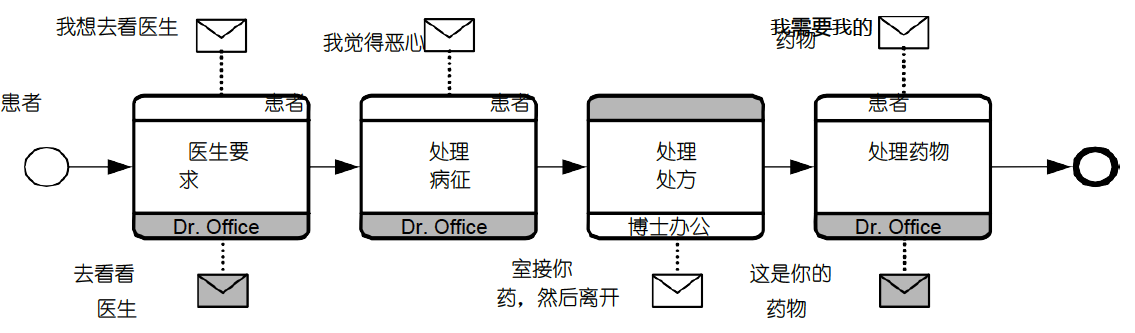 我想去看医生
我觉得恶心
我需要我的
药物
患者
患者
患者
患者
医生要
求
处理
病征
处理
处方
处理药物
Dr. Office
Dr. Office
博士办公
Dr. Office
去看看
医生
室接你
药，然后离开
这是你的
药物